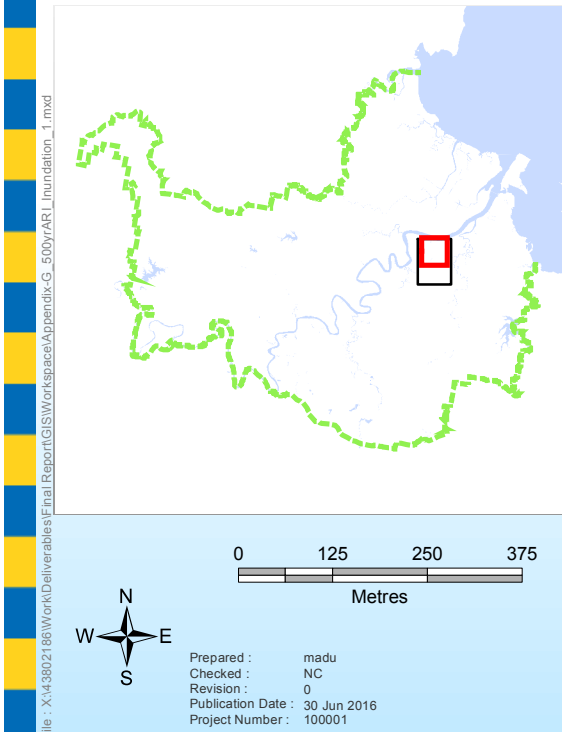 ile : X:\43802186\Work\Deliverables\Final Report\GIS\Workspace\Appendix-G_500yrARI_Inundation_1.mxd
0 125 250 375
Metres
N
W E
S
Prepared : madu
Checked : NC
Revision : 0
Publication Date : 30 Jun 2016
Project Number : 100001